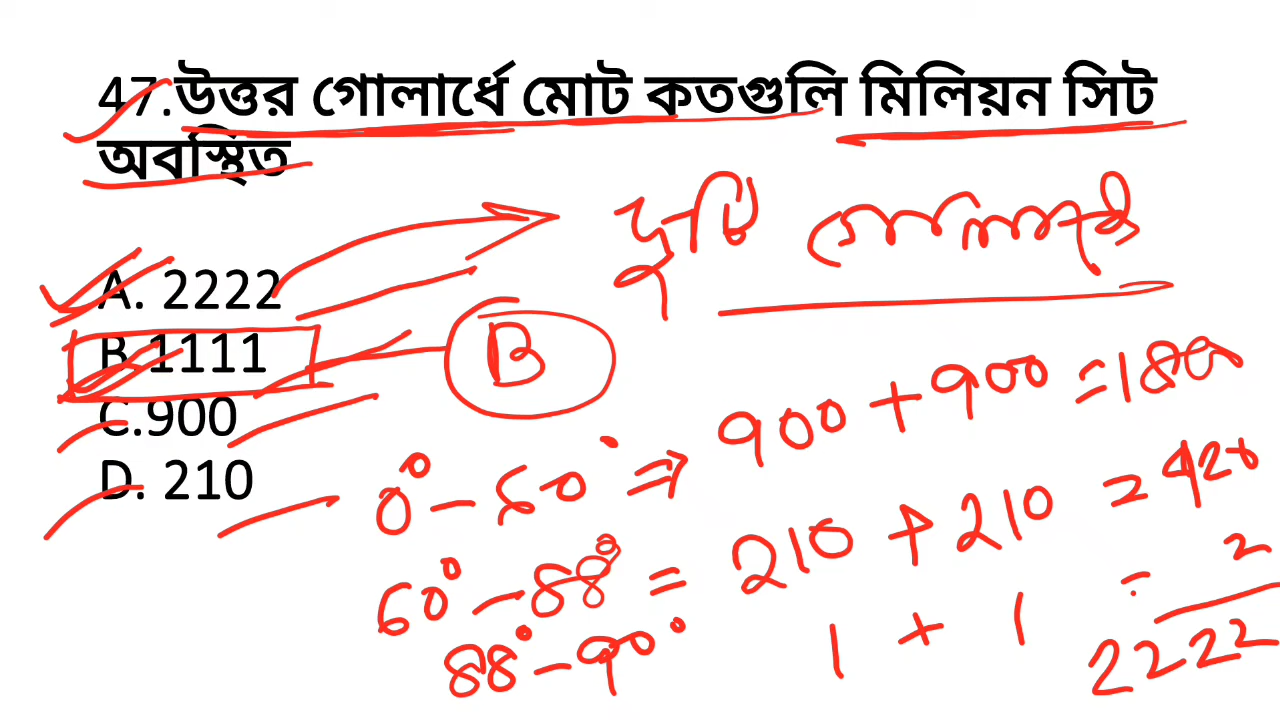 47.উত্তর গোলার্ধে মোট কতগুলি মিলিয়ন সিট
অবস্থিত
দুটি গোলার্ধ
A. 2222
B.1111
B
C.900
D. 210
0° - 60° ⇒ 900 + 900 = 1800
60° - 88° = 210 + 210 = 420
88° - 90° 1 + 1 = 2
2222